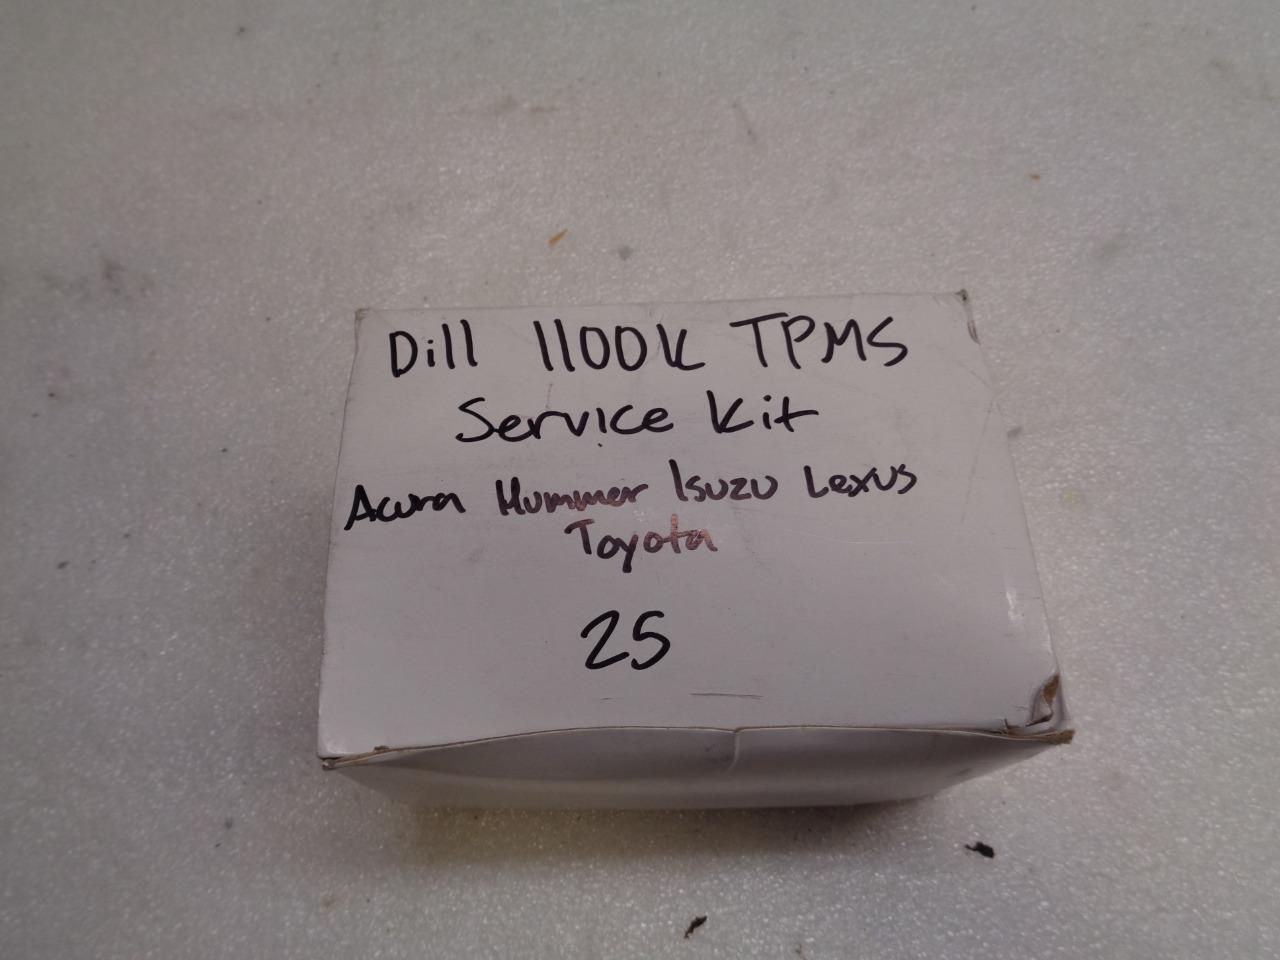 Dill 1100K TPMS
Service Kit
Acura Hummer Isuzu Lexus
Toyota
25